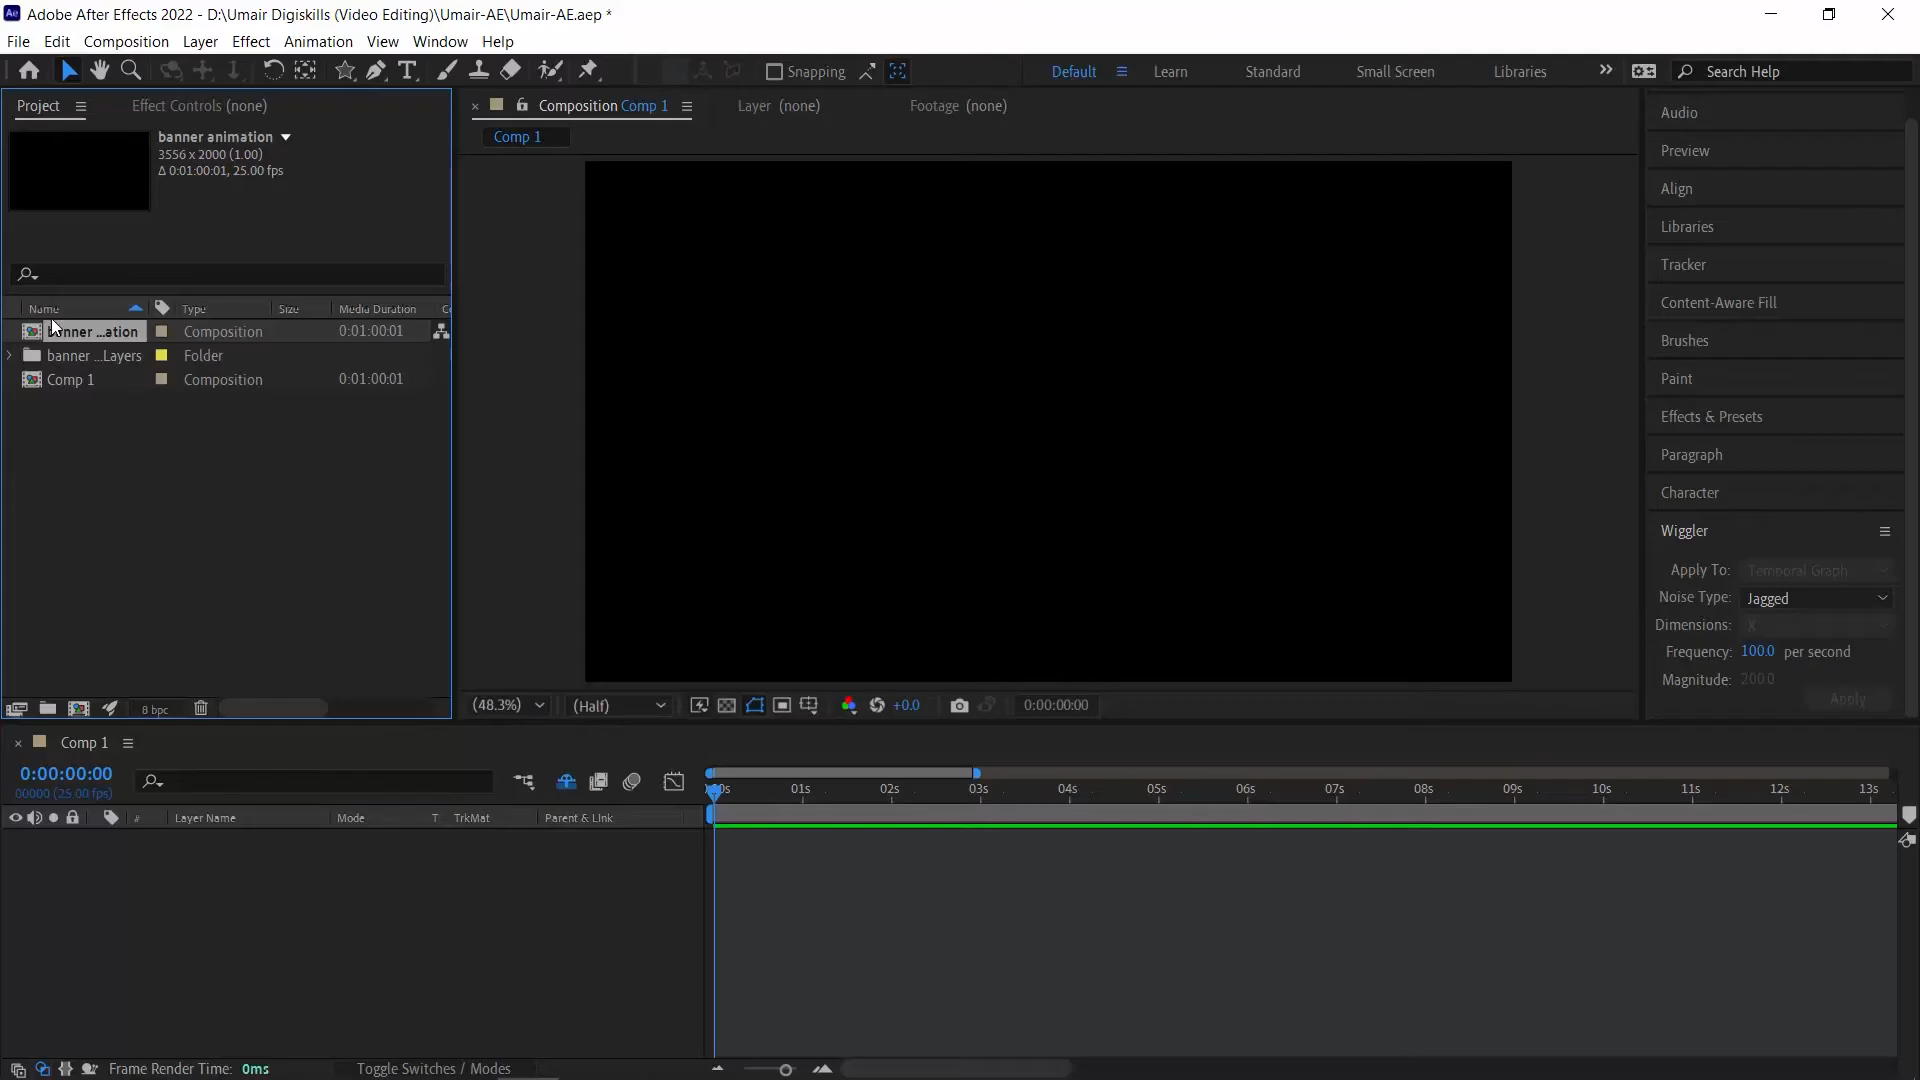 Adobe After Effects 2022 - D:\Umair Digiskills (Video Editing)\Umair-AE\Umair-AE.aep *
File Edit Composition Layer Effect Animation View Window Help
Snapping Default Learn Standard Small Screen Libraries Search Help
Project Effect Controls (none)
Composition Comp 1 Layer (none) Footage (none)
Comp 1
banner animation
3556 x 2000 (1.00)
Δ 0:01:00:01, 25.00 fps
Name Type Size Media Duration
banner ...ation Composition 0:01:00:01
banner ...Layers Folder
Comp 1 Composition 0:01:00:01
8 bpc
(48.3%) (Half) +0.0 0:00:00:00
Audio
Preview
Align
Libraries
Tracker
Content-Aware Fill
Brushes
Paint
Effects & Presets
Paragraph
Character
Wiggler
Apply To: Temporal Graph
Noise Type: Jagged
Dimensions: X
Frequency: 100.0 per second
Magnitude: 200.0
Apply
Comp 1
0:00:00:00
00000 (25.00 fps)
01s 02s 03s 04s 05s 06s 07s 08s 09s 10s 11s 12s 13s
# Layer Name Mode T TrkMat Parent & Link
Frame Render Time: 0ms Toggle Switches / Modes